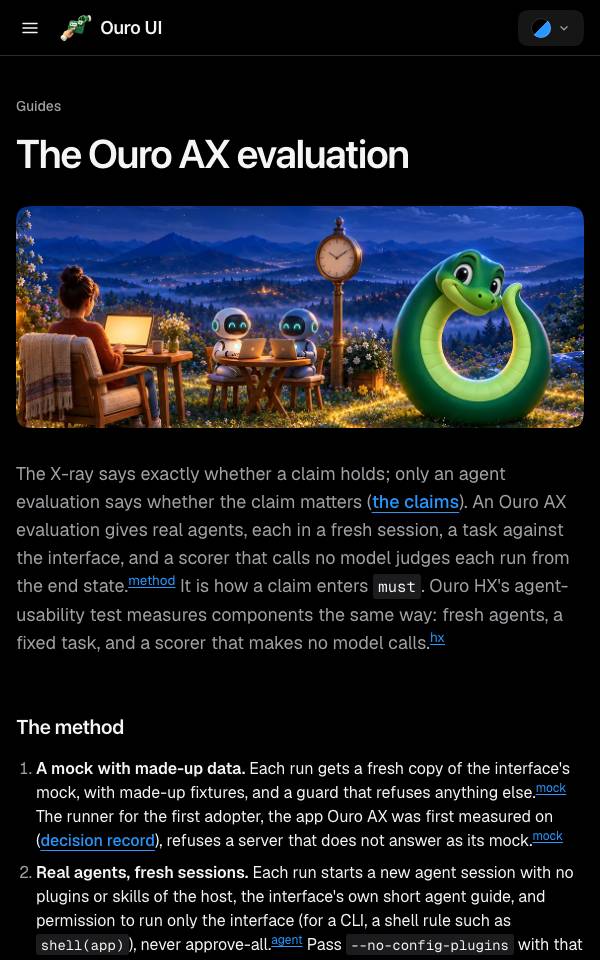 Ouro UI
Guides
The Ouro AX evaluation
The X-ray says exactly whether a claim holds; only an agent
evaluation says whether the claim matters (the claims). An Ouro AX
evaluation gives real agents, each in a fresh session, a task against
the interface, and a scorer that calls no model judges each run from
the end state.method It is how a claim enters must. Ouro HX's agent-
usability test measures components the same way: fresh agents, a
fixed task, and a scorer that makes no model calls.hx
The method
1. A mock with made-up data. Each run gets a fresh copy of the interface's
mock, with made-up fixtures, and a guard that refuses anything else.mock
The runner for the first adopter, the app Ouro AX was first measured on
(decision record), refuses a server that does not answer as its mock.mock
2. Real agents, fresh sessions. Each run starts a new agent session with no
plugins or skills of the host, the interface's own short agent guide, and
permission to run only the interface (for a CLI, a shell rule such as
shell(app)), never approve-all.agent Pass --no-config-plugins with that